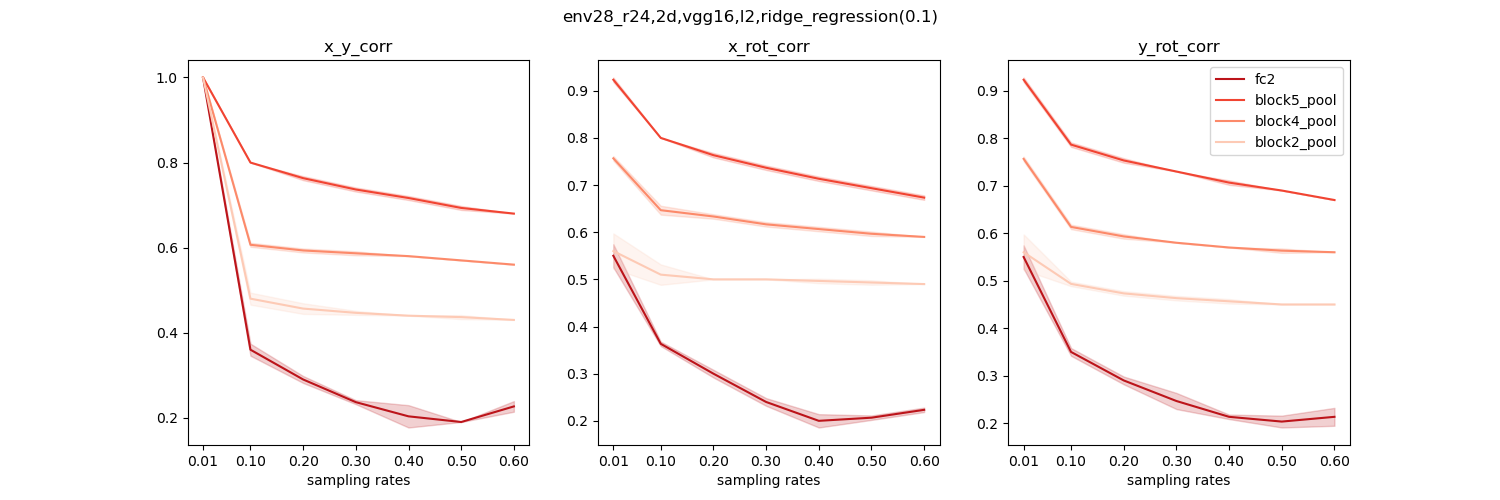 env28_r24,2d,vgg16,l2,ridge_regression(0.1)
x_y_corr
1.0
0.8
0.6
0.4
0.2
0.01 0.10 0.20 0.30 0.40 0.50 0.60
sampling rates
x_rot_corr
0.9
0.8
0.7
0.6
0.5
0.4
0.3
0.2
0.01 0.10 0.20 0.30 0.40 0.50 0.60
sampling rates
y_rot_corr
fc2
block5_pool
block4_pool
block2_pool
0.9
0.8
0.7
0.6
0.5
0.4
0.3
0.2
0.01 0.10 0.20 0.30 0.40 0.50 0.60
sampling rates